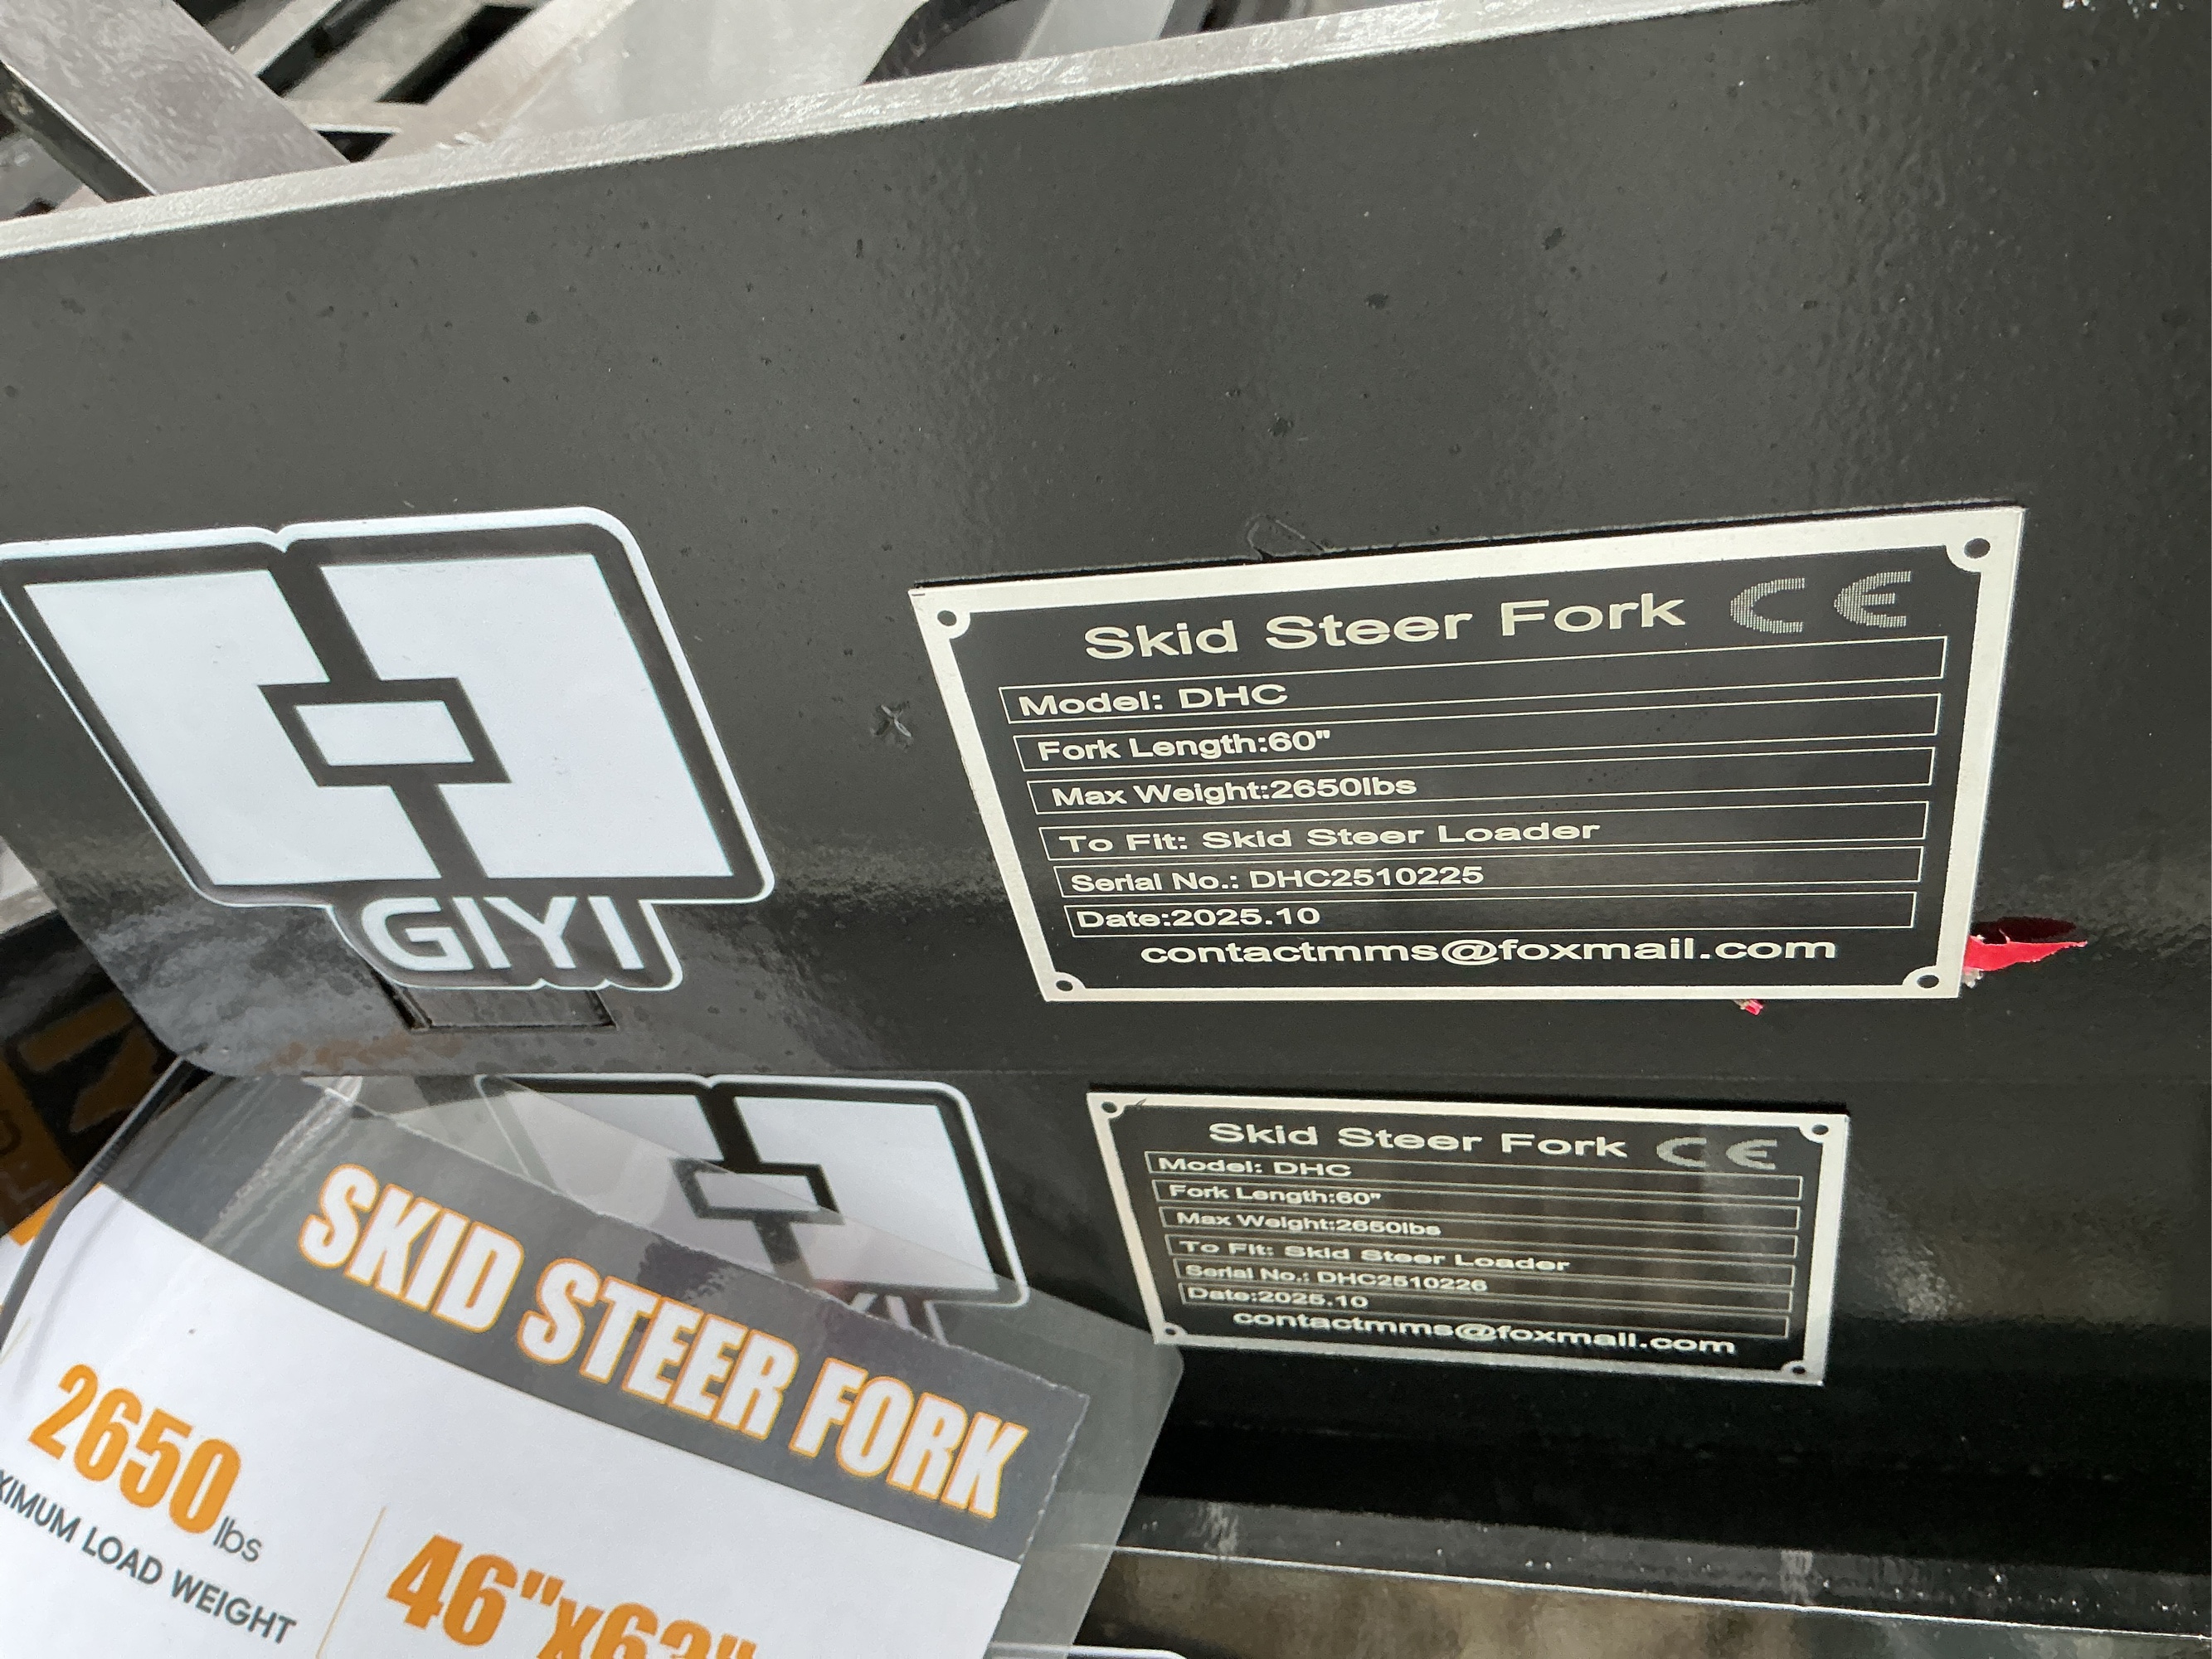 GIYI
Skid Steer Fork CE
Model: DHC
Fork Length:60"
Max Weight:2650lbs
To Fit: Skid Steer Loader
Serial No.: DHC2510225
Date:2025.10
contactmms@foxmail.com
Skid Steer Fork CE
Model: DHC
Fork Length:60"
Max Weight:2650lbs
To Fit: Skid Steer Loader
Serial No.: DHC2510226
Date:2025.10
contactmms@foxmail.com
SKID STEER FORK
2650lbs
LOAD WEIGHT